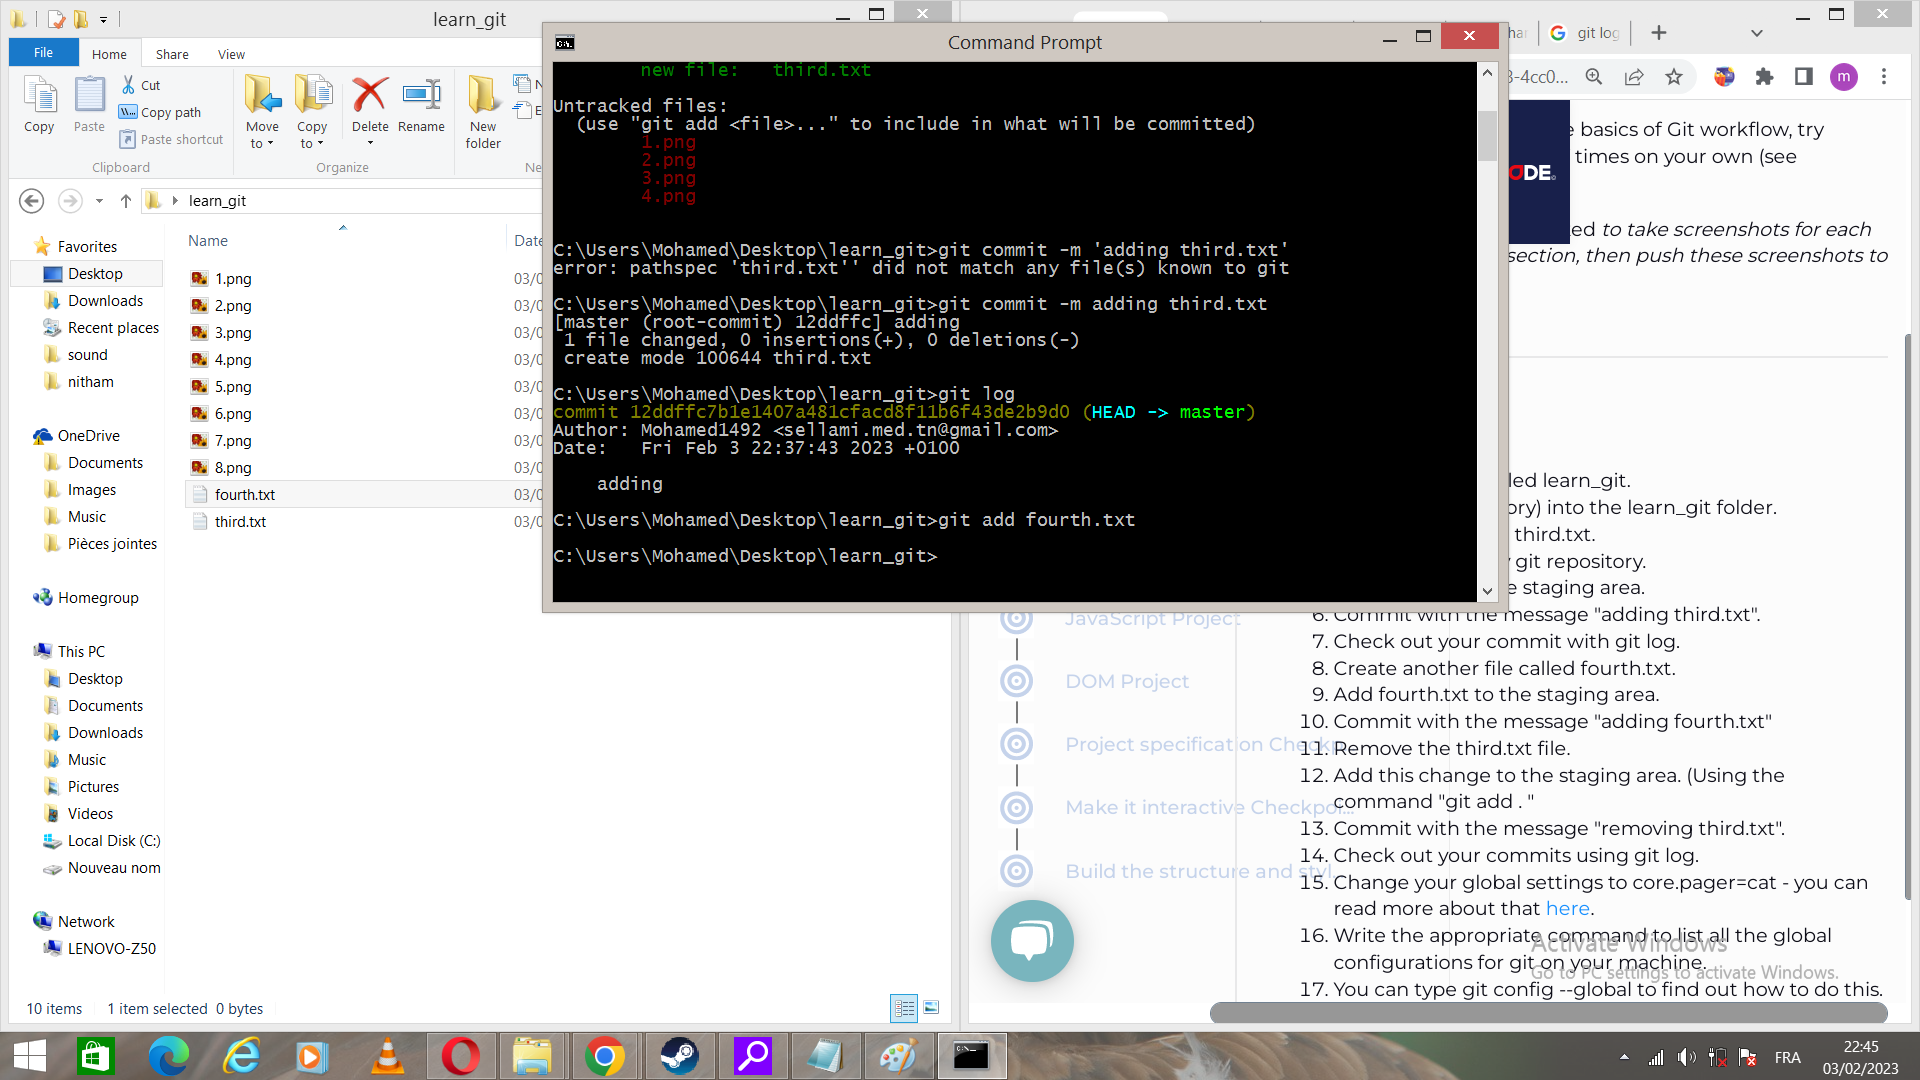 learn_git
File
Home
Share
View
Copy
Paste
Cut
Copy path
Paste shortcut
Clipboard
Move to
Copy to
Delete
Rename
Organize
New folder
Ne
learn_git
Favorites
Desktop
Downloads
Recent places
sound
nitham
OneDrive
Documents
Images
Music
Pièces jointes
Homegroup
This PC
Desktop
Documents
Downloads
Music
Pictures
Videos
Local Disk (C:)
Nouveau nom
Network
LENOVO-Z50
Name
Date
1.png 03/0
2.png 03/0
3.png 03/0
4.png 03/0
5.png 03/0
6.png 03/0
7.png 03/0
8.png 03/0
fourth.txt 03/0
third.txt 03/0
10 items 1 item selected 0 bytes
Command Prompt
new file: third.txt
Untracked files:
(use "git add <file>..." to include in what will be committed)
1.png
2.png
3.png
4.png
C:\Users\Mohamed\Desktop\learn_git>git commit -m 'adding third.txt'
error: pathspec 'third.txt'' did not match any file(s) known to git
C:\Users\Mohamed\Desktop\learn_git>git commit -m adding third.txt
[master (root-commit) 12ddffc] adding
1 file changed, 0 insertions(+), 0 deletions(-)
create mode 100644 third.txt
C:\Users\Mohamed\Desktop\learn_git>git log
commit 12ddffc7b1e1407a481cfacd8f11b6f43de2b9d0 (HEAD -> master)
Author: Mohamed1492 <sellami.med.tn@gmail.com>
Date: Fri Feb 3 22:37:43 2023 +0100
adding
C:\Users\Mohamed\Desktop\learn_git>git add fourth.txt
C:\Users\Mohamed\Desktop\learn_git>
git log
3-4cc0...
m
e basics of Git workflow, try
times on your own (see
DE
ed to take screenshots for each
section, then push these screenshots to
led learn_git.
ory) into the learn_git folder.
third.txt.
git repository.
e staging area.
6. Commit with the message "adding third.txt".
7. Check out your commit with git log.
8. Create another file called fourth.txt.
9. Add fourth.txt to the staging area.
10. Commit with the message "adding fourth.txt"
11. Remove the third.txt file.
12. Add this change to the staging area. (Using the
command "git add . "
13. Commit with the message "removing third.txt".
14. Check out your commits using git log.
15. Change your global settings to core.pager=cat - you can
read more about that here.
16. Write the appropriate command to list all the global
configurations for git on your machine.
17. You can type git config --global to find out how to do this.
JavaScript Project
DOM Project
Project specification Checkp
Make it interactive Checkpoi...
Build the structure and styl...
Activate Windows
Go to PC settings to activate Windows.
FRA
22:45
03/02/2023